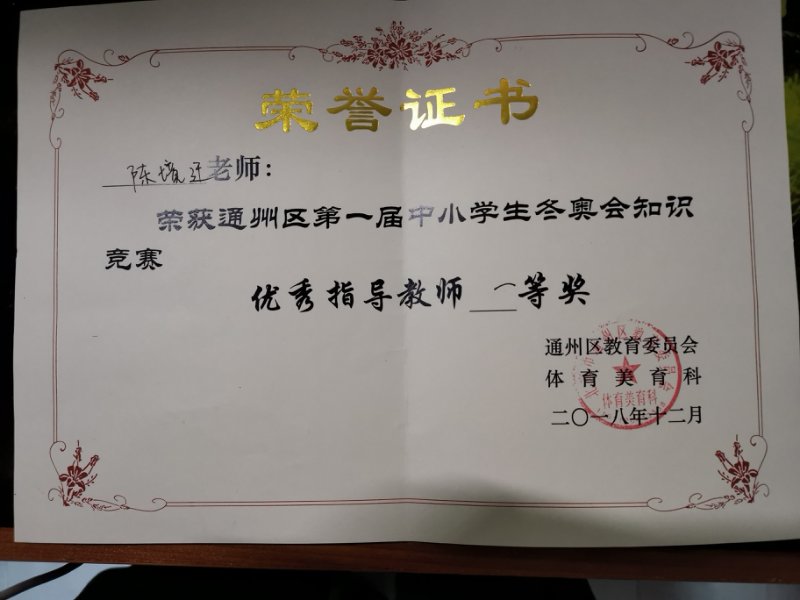 荣誉证书
陈境廷老师：
荣获通州区第一届中小学生冬奥会知识
竞赛
优秀指导教师 一等奖
通州区教育委员会
体育美育科
二〇一八年十二月
体育美育科